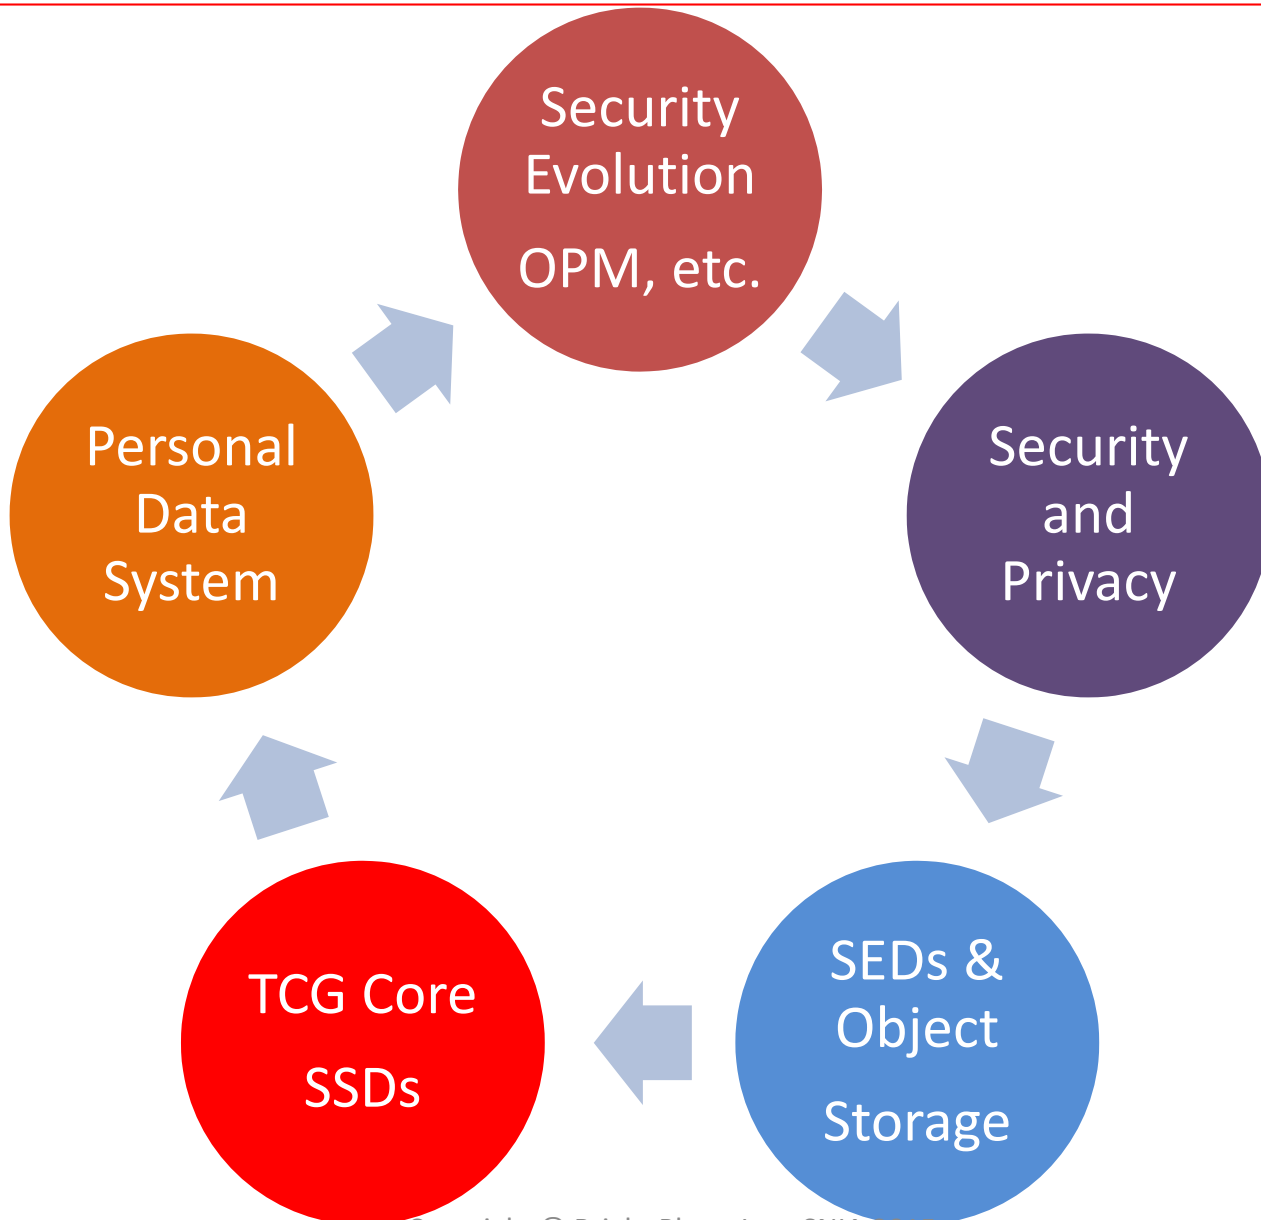 Security
Evolution
OPM, etc.
Security
and
Privacy
SEDs &
Object
Storage
TCG Core
SSDs
Personal
Data
System